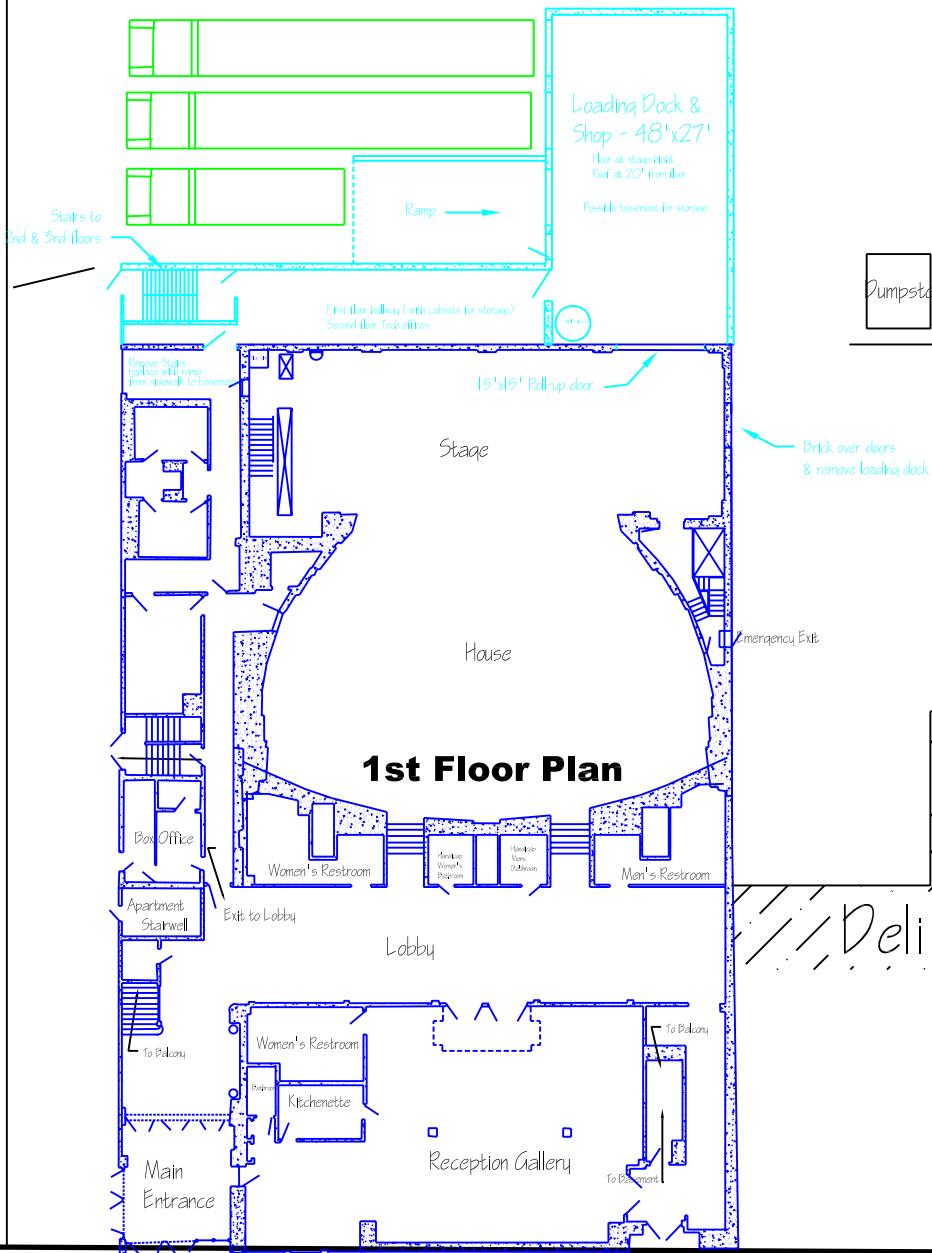 Loading Dock &
Shop - 48'x27'
Floor at stage hight
Roof at 20' from floor
Possible basement for storage
Ramp
Stairs to
2nd & 3rd floors
Dumpste
First floor hallway ( with cabinets for storage)
Second floor Tech offices
Remove Stairs
replace with ramp
from sidewalk to basement
15'x15' Roll-up door
Stage
Brick over doors
& remove loading dock
House
Emergency Exit
1st Floor Plan
Box Office
Women's Restroom
Handicap
Women's
Bathroom
Handicap
Mens
Bathroom
Men's Restroom
Apartment
Stairwell
Exit to Lobby
Deli
Lobby
To Balcony
Women's Restroom
To Balcony
Bathroom
Kitchenette
Main
Entrance
Reception Gallery
To Basement